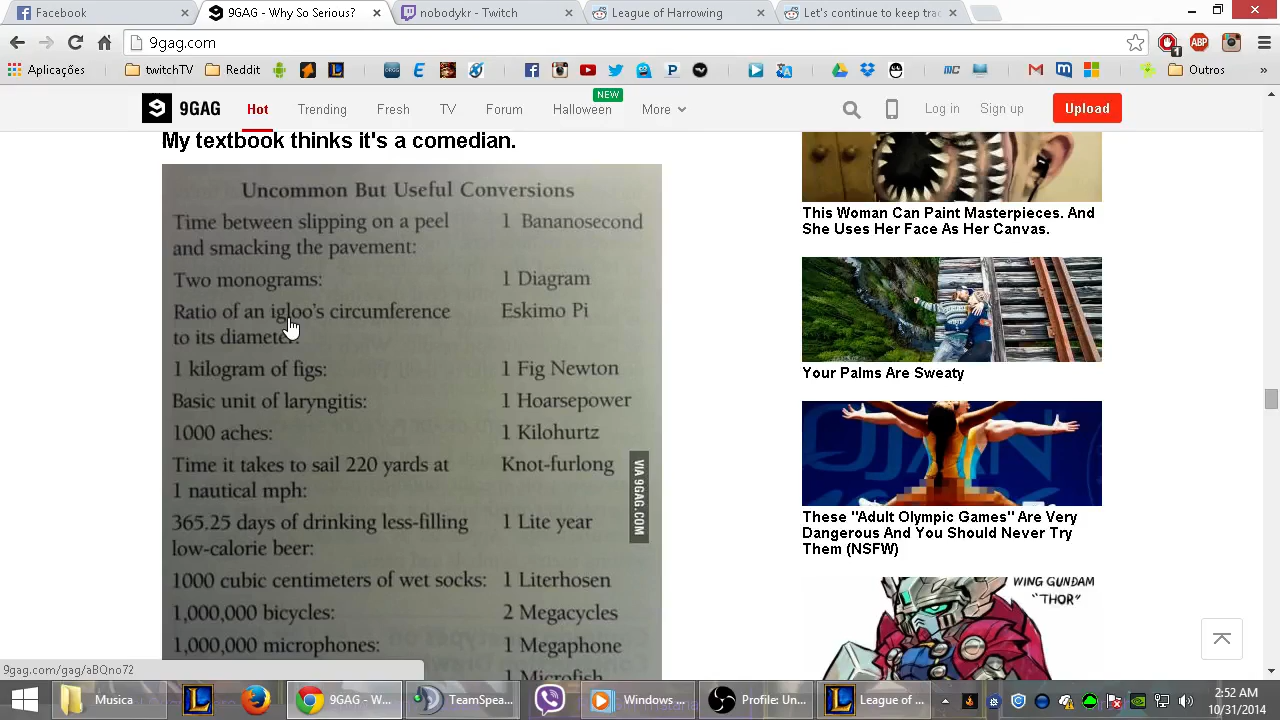 Facebook
9GAG - Why So Serious?
nobodykr - Twitch
League of Harrowing
Let's continue to keep trac
9gag.com
Aplicações
twitchTV
Reddit
Outros
9GAG
Hot
Trending
Fresh
TV
Forum
Halloween
NEW
More
Log in
Sign up
Upload
My textbook thinks it's a comedian.
Uncommon But Useful Conversions
Time between slipping on a peel 1 Bananosecond
and smacking the pavement:
Two monograms: 1 Diagram
Ratio of an igloo's circumference Eskimo Pi
to its diameter:
1 kilogram of figs: 1 Fig Newton
Basic unit of laryngitis: 1 Hoarsepower
1000 aches: 1 Kilohurtz
Time it takes to sail 220 yards at Knot-furlong
1 nautical mph:
365.25 days of drinking less-filling 1 Lite year
low-calorie beer:
1000 cubic centimeters of wet socks: 1 Literhosen
1,000,000 bicycles: 2 Megacycles
1,000,000 microphones: 1 Megaphone
1 Microfish
VIA 9GAG.COM
This Woman Can Paint Masterpieces. And
She Uses Her Face As Her Canvas.
Your Palms Are Sweaty
These "Adult Olympic Games" Are Very
Dangerous And You Should Never Try
Them (NSFW)
WING GUNDAM
"THOR"
9gag.com/gag/aBQno72
Musica
9GAG - W...
TeamSpea...
Windows ...
Profile: Un...
League of ...
2:52 AM
10/31/2014